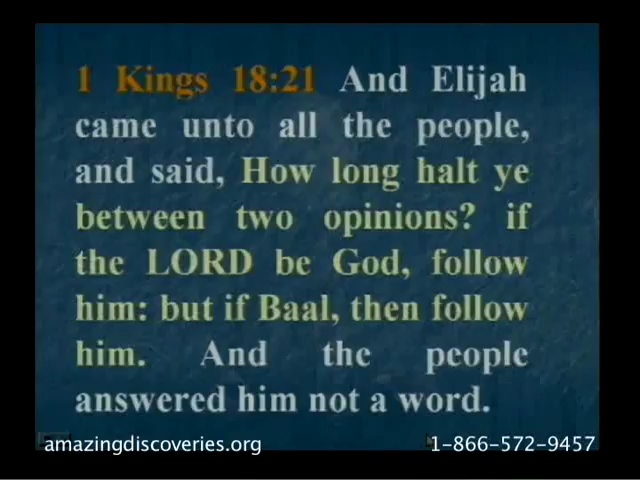 1 Kings 18:21 And Elijah
came unto all the people,
and said, How long halt ye
between two opinions? if
the LORD be God, follow
him: but if Baal, then follow
him. And the people
answered him not a word.
amazingdiscoveries.org 1-866-572-9457